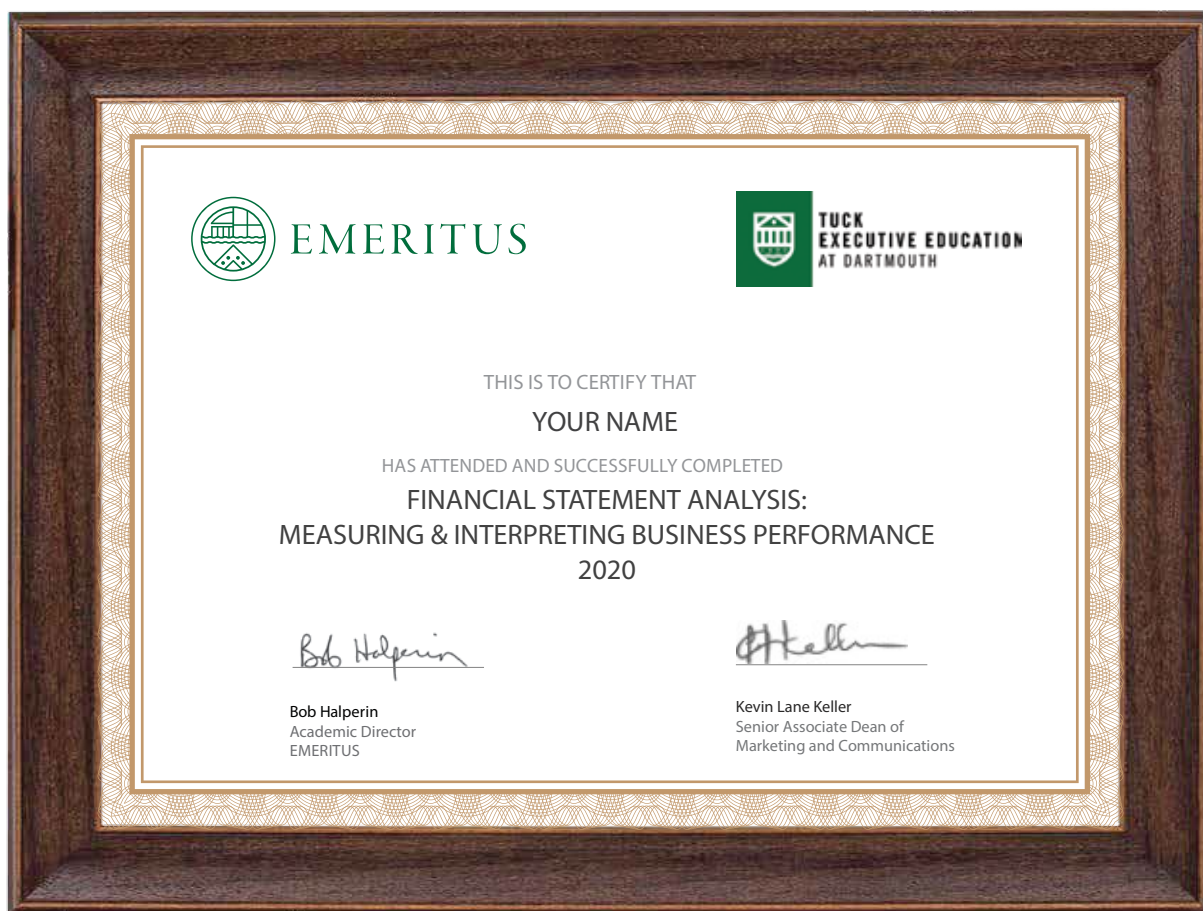 EMERITUS
TUCK
EXECUTIVE EDUCATION
AT DARTMOUTH
THIS IS TO CERTIFY THAT
YOUR NAME
HAS ATTENDED AND SUCCESSFULLY COMPLETED
FINANCIAL STATEMENT ANALYSIS:
MEASURING & INTERPRETING BUSINESS PERFORMANCE
2020
Bob Halperin
Bob Halperin
Academic Director
EMERITUS
Keller
Kevin Lane Keller
Senior Associate Dean of
Marketing and Communications